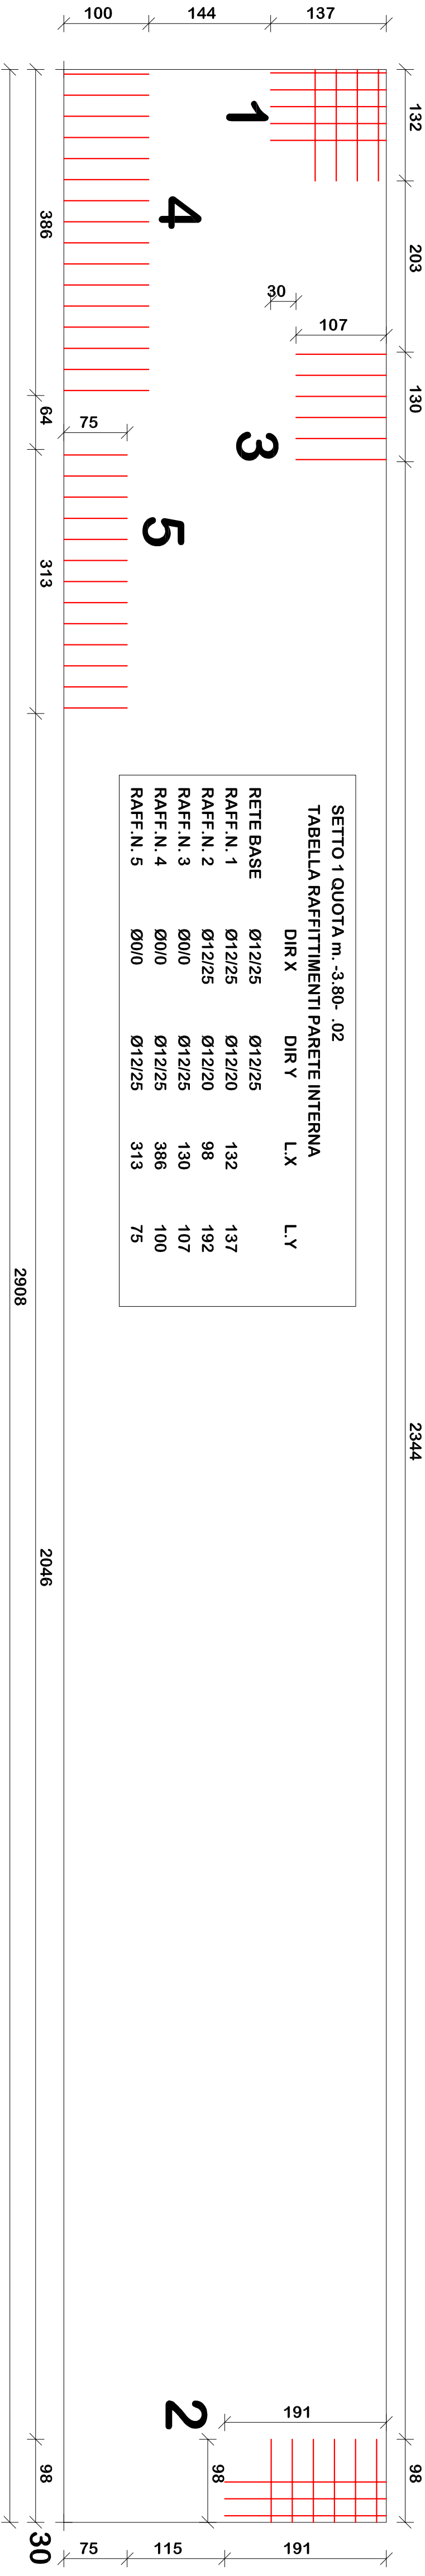 132 203 130 2344 98
137
144
100
1
30
107
3
4
75
5
191
98
2
191
115
75
30
SETTO 1 QUOTA m. -3.80- .02
TABELLA RAFFITTIMENTI PARETE INTERNA
DIR X DIR Y L.X L.Y
RETE BASE Ø12/25 Ø12/25
RAFF.N. 1 Ø12/25 Ø12/20 132 137
RAFF.N. 2 Ø12/25 Ø12/20 98 192
RAFF.N. 3 Ø0/0 Ø12/25 130 107
RAFF.N. 4 Ø0/0 Ø12/25 386 100
RAFF.N. 5 Ø0/0 Ø12/25 313 75
386 64 313 2046 98
2908